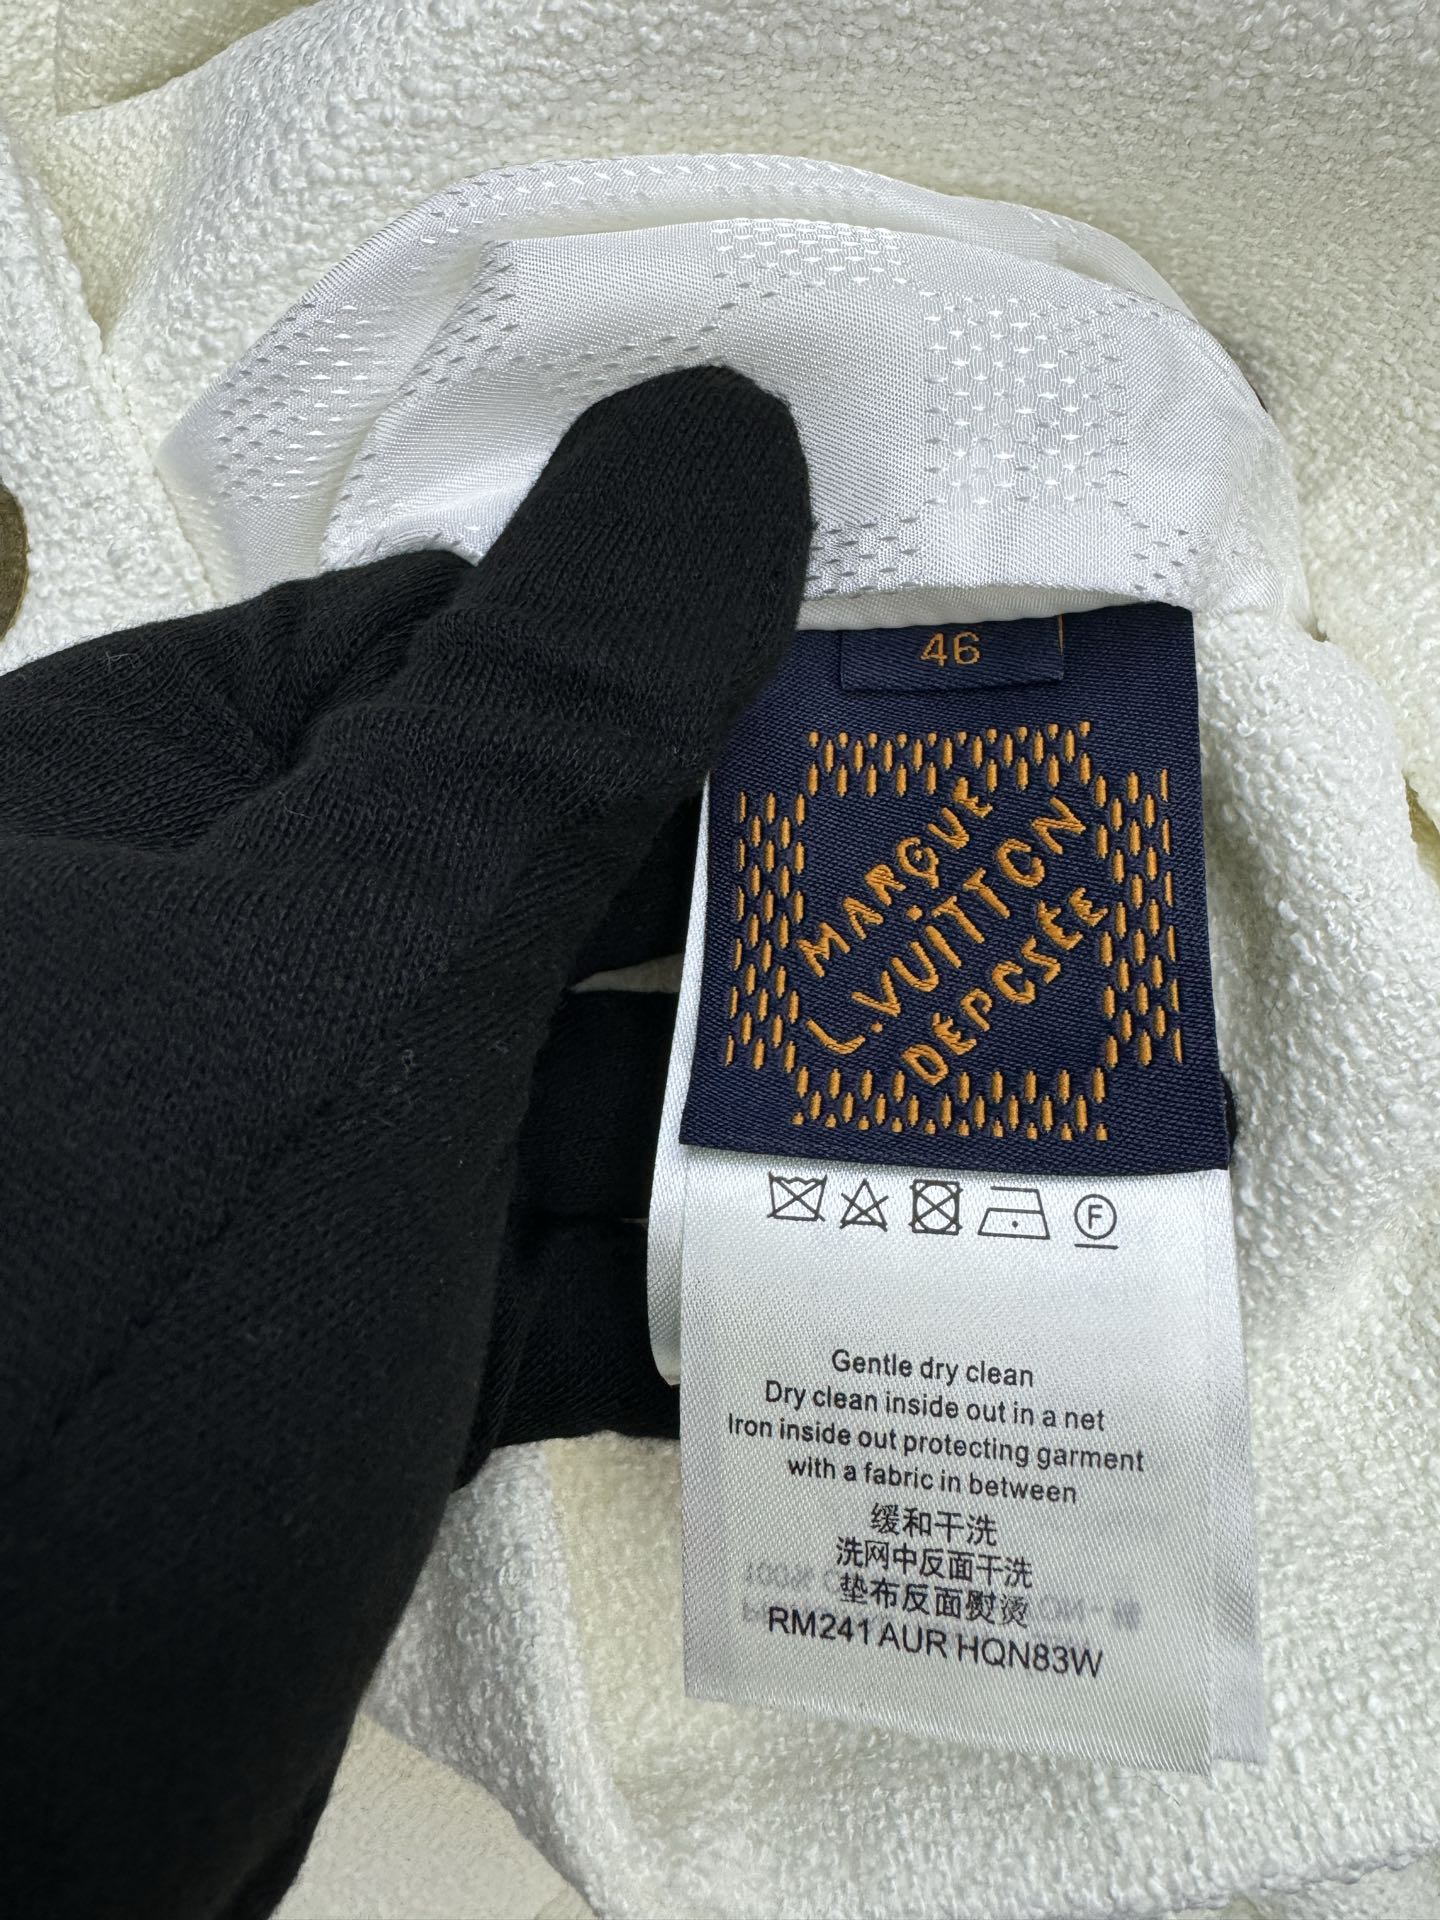 46
MARQUE
L.VUITTON
DÉPOSÉE
F
Gentle dry clean
Dry clean inside out in a net
Iron inside out protecting garment
with a fabric in between
缓和干洗
洗网中反面干洗
垫布反面熨烫
RM241 AUR HQN83W